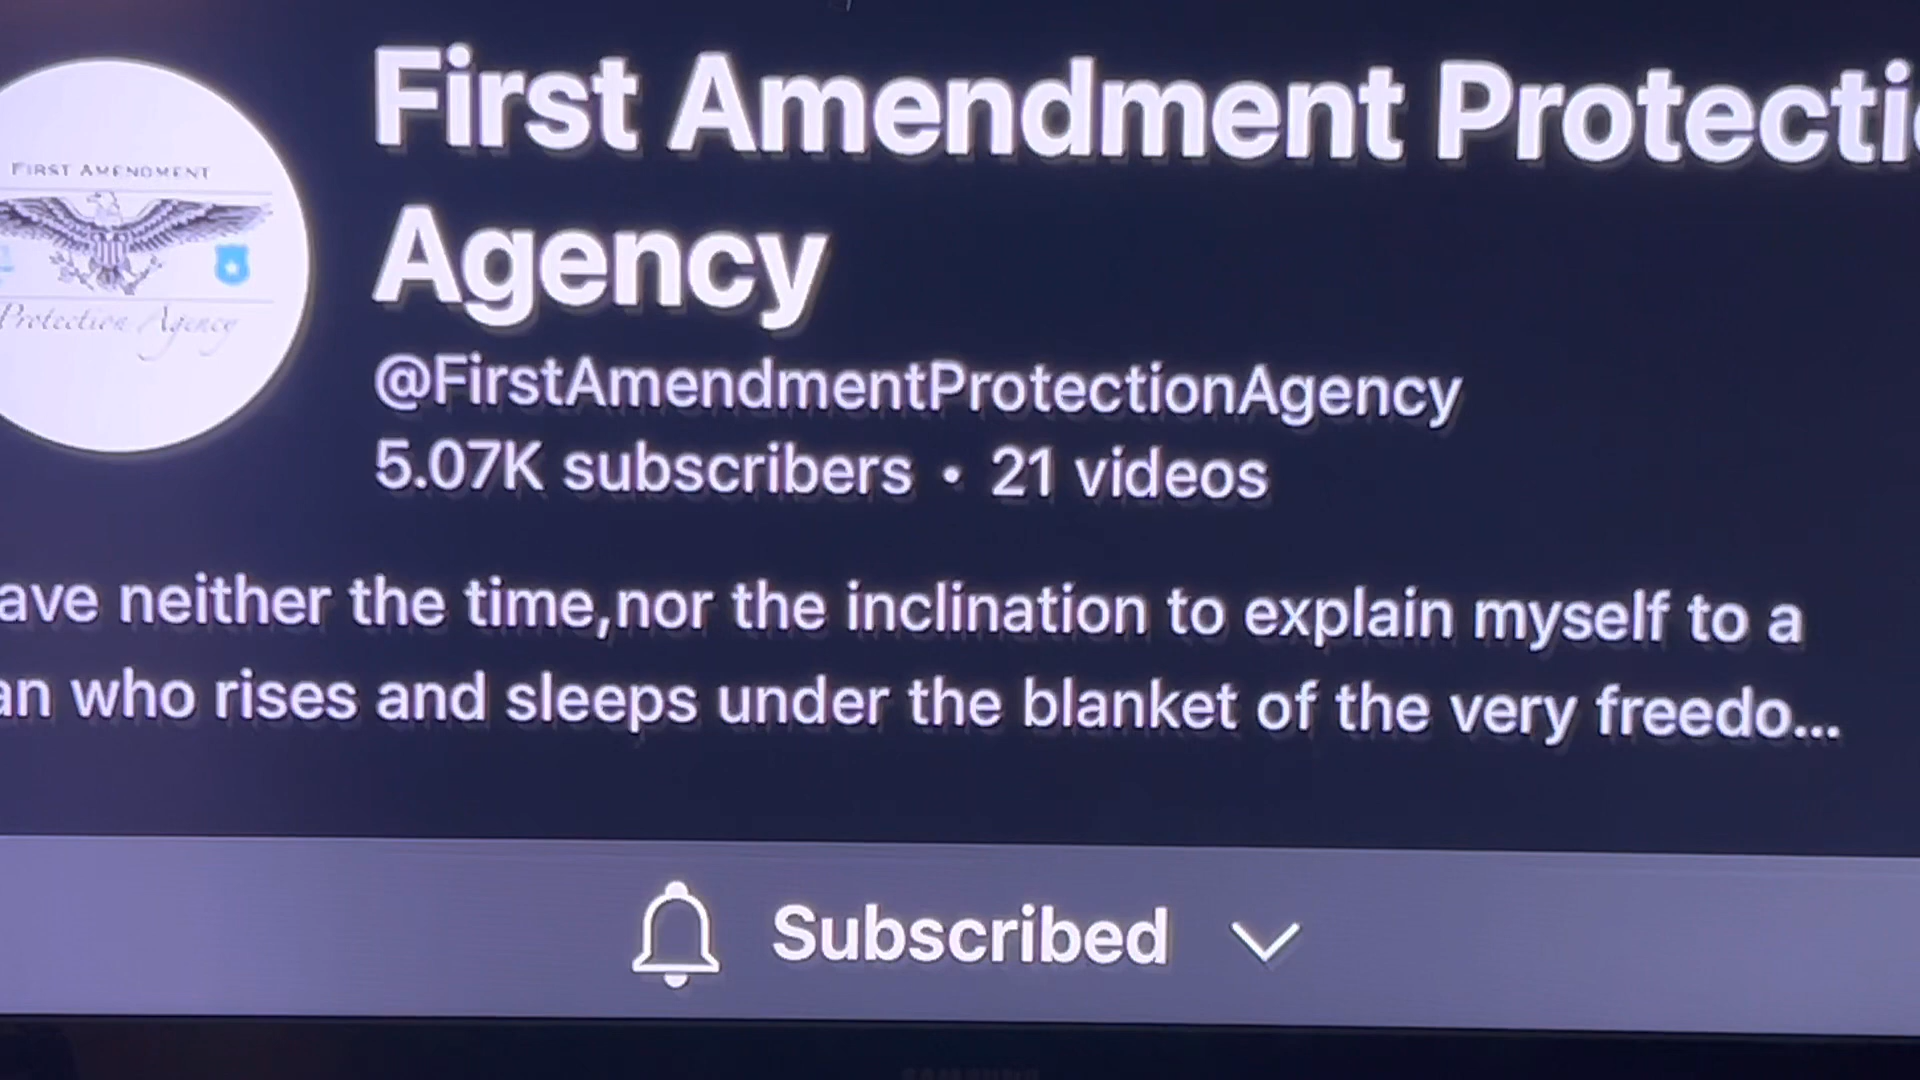 First Amendment Protecti
Agency
@FirstAmendmentProtectionAgency
5.07K subscribers • 21 videos
FIRST AMENDMENT
Protection Agency
ave neither the time,nor the inclination to explain myself to a
an who rises and sleeps under the blanket of the very freedo...
Subscribed